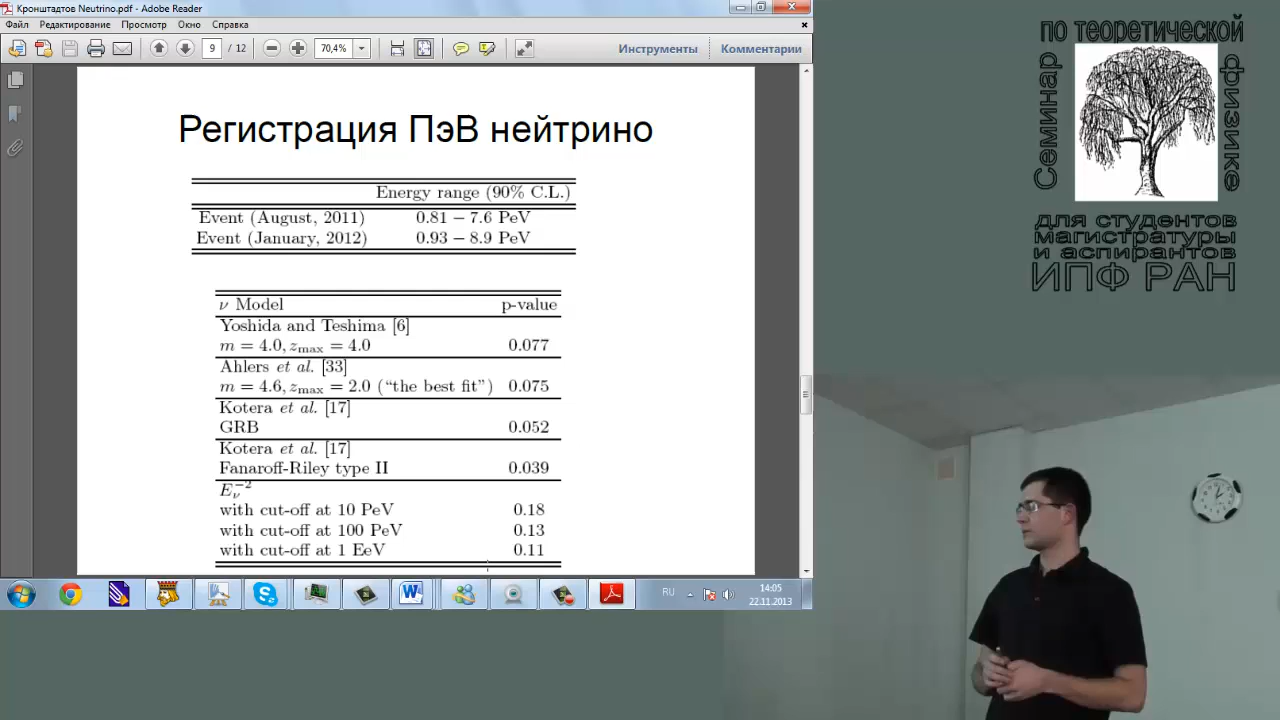 Кронштадтов Neutrino.pdf - Adobe Reader
Файл Редактирование Просмотр Окно Справка
9 / 12 70,4% Инструменты Комментарии
Регистрация ПэВ нейтрино
Energy range (90% C.L.)
Event (August, 2011) 0.81 – 7.6 PeV
Event (January, 2012) 0.93 – 8.9 PeV
ν Model p-value
Yoshida and Teshima [6]
m = 4.0, zmax = 4.0 0.077
Ahlers et al. [33]
m = 4.6, zmax = 2.0 (“the best fit”) 0.075
Kotera et al. [17]
GRB 0.052
Kotera et al. [17]
Fanaroff-Riley type II 0.039
Eν−2
with cut-off at 10 PeV 0.18
with cut-off at 100 PeV 0.13
with cut-off at 1 EeV 0.11
RU 14:05
22.11.2013
Семинар
по теоретической
физике
для студентов
магистратуры
и аспирантов
ИПФ РАН